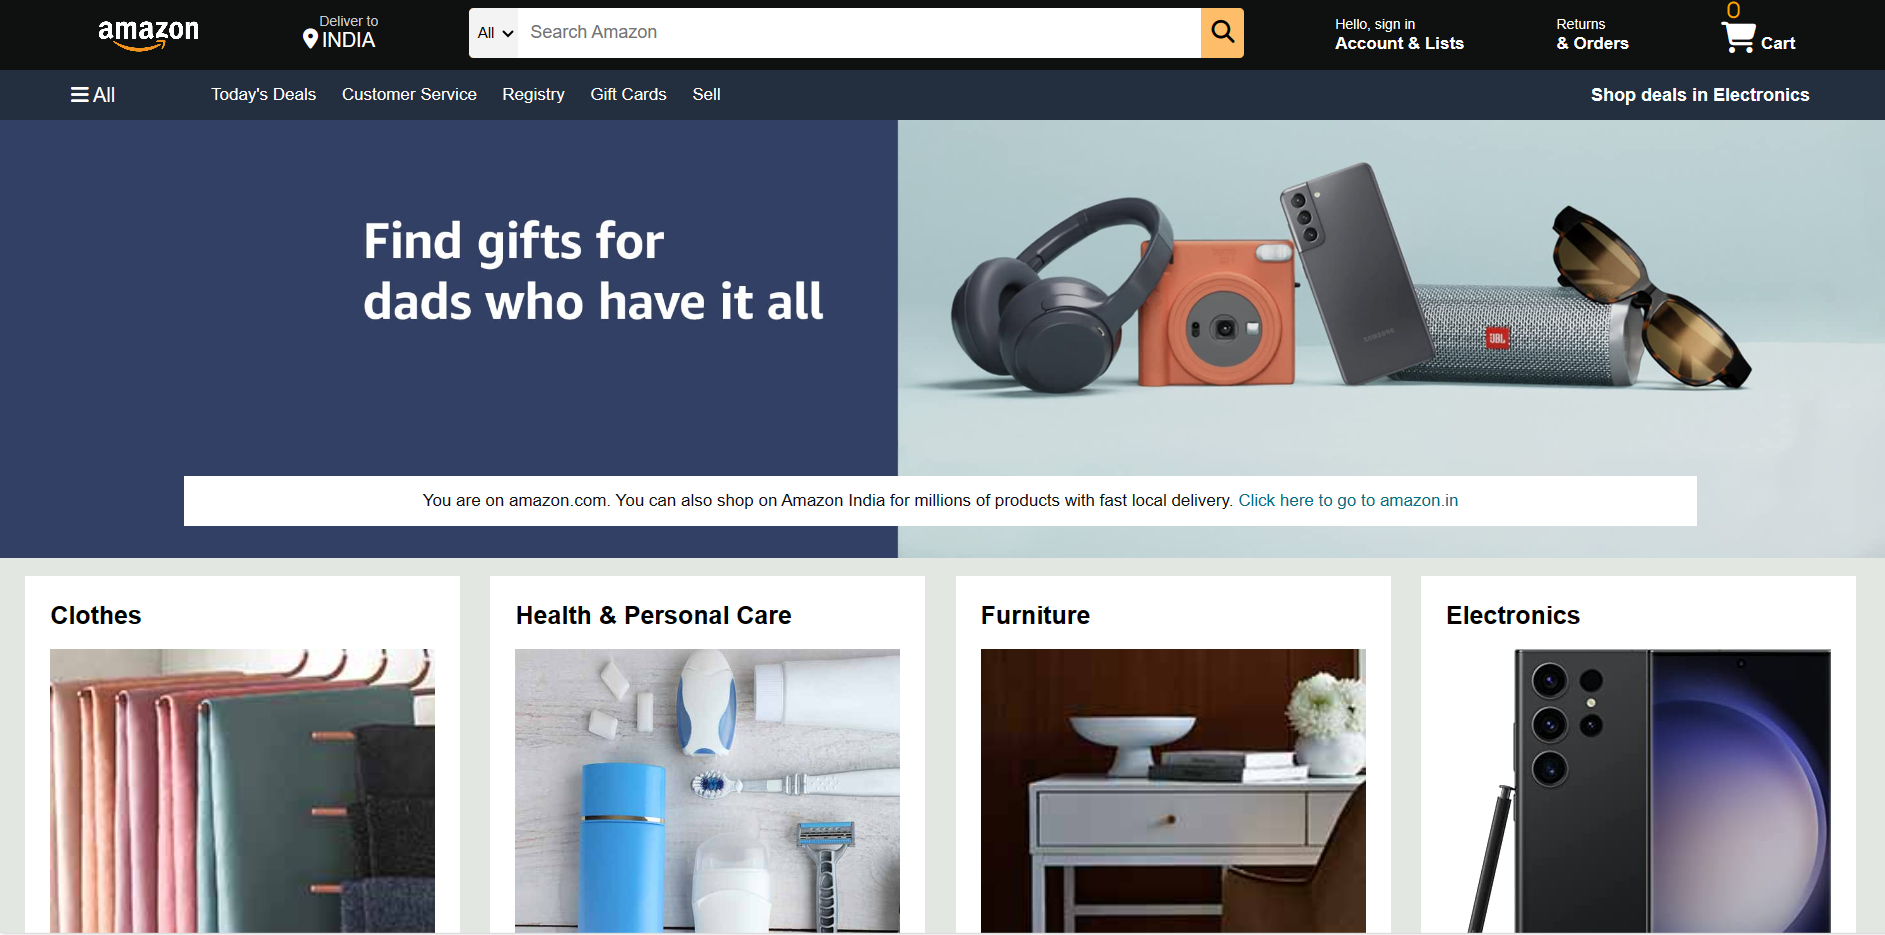 amazon
Deliver to
INDIA
All
Search Amazon
Hello, sign in
Account & Lists
Returns
& Orders
0
Cart
All
Today's Deals
Customer Service
Registry
Gift Cards
Sell
Shop deals in Electronics
Find gifts for
dads who have it all
SAMSUNG
JBL
You are on amazon.com. You can also shop on Amazon India for millions of products with fast local delivery. Click here to go to amazon.in
Clothes
Health & Personal Care
Furniture
Electronics